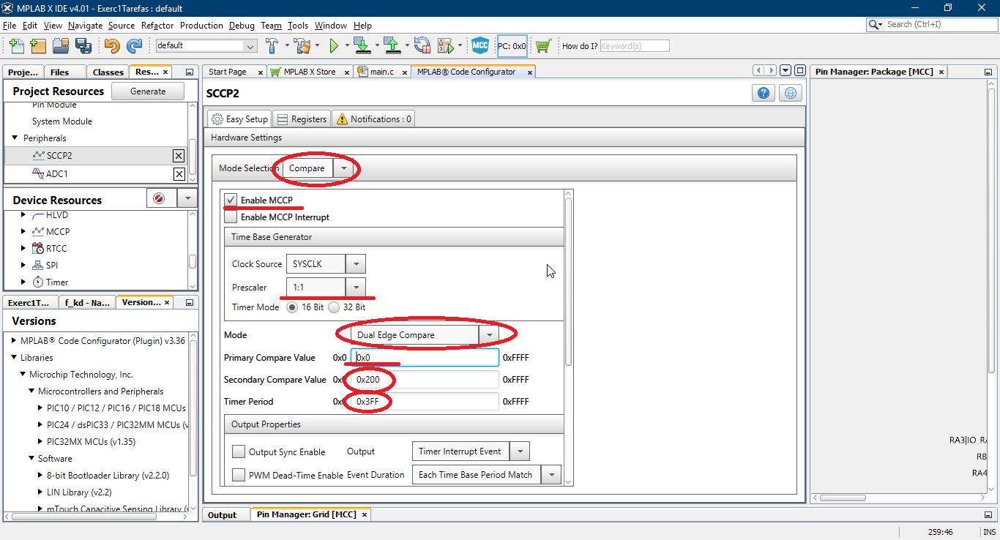 MPLAB X IDE v4.01 - Exerc1Tarefas : default
File Edit View Navigate Source Refactor Production Debug Team Tools Window Help
Search (Ctrl+I)
default
MCC
PC: 0x0
How do I?
Keyword(s)
Proje...
Files
Classes
Res...
Project Resources
Generate
Pin Module
System Module
Peripherals
SCCP2
ADC1
Device Resources
HLVD
MCCP
RTCC
SPI
Timer
Exerc1T...
f_kd - Na...
Version...
Versions
MPLAB® Code Configurator (Plugin) v3.36
Libraries
Microchip Technology, Inc.
Microcontrollers and Peripherals
PIC10 / PIC12 / PIC16 / PIC18 MCUs
PIC24 / dsPIC33 / PIC32MM MCUs (v
PIC32MX MCUs (v1.35)
Software
8-bit Bootloader Library (v2.2.0)
LIN Library (v2.2)
mTouch Capacitive Sensing Library (v
Start Page
MPLAB X Store
main.c
MPLAB® Code Configurator
SCCP2
Easy Setup
Registers
Notifications : 0
Hardware Settings
Mode Selection
Compare
Enable MCCP
Enable MCCP Interrupt
Time Base Generator
Clock Source SYSCLK
Prescaler 1:1
Timer Mode 16 Bit 32 Bit
Mode Dual Edge Compare
Primary Compare Value 0x0 0x0 0xFFFF
Secondary Compare Value 0x 0x200 0xFFFF
Timer Period 0x 0x3FF 0xFFFF
Output Properties
Output Sync Enable Output Timer Interrupt Event
PWM Dead-Time Enable Event Duration Each Time Base Period Match
Pin Manager: Package [MCC]
RA3|IO_RA
RB
RA4
Output
Pin Manager: Grid [MCC]
259:46
INS